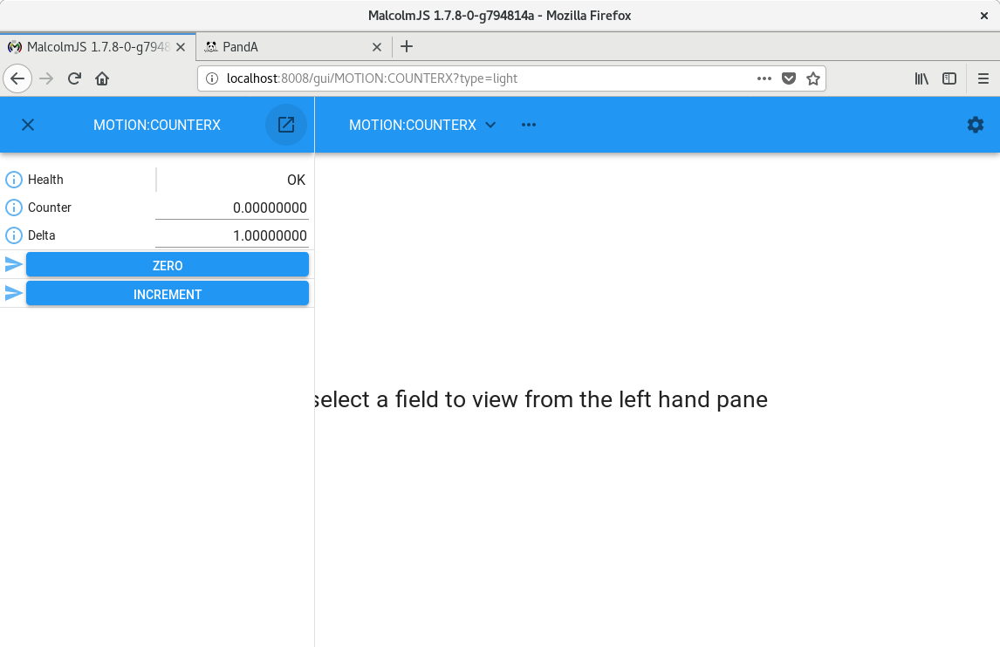 MalcolmJS 1.7.8-0-g794814a - Mozilla Firefox
MalcolmJS 1.7.8-0-g7948
PandA
localhost:8008/gui/MOTION:COUNTERX?type=light
MOTION:COUNTERX
MOTION:COUNTERX
Health OK
Counter 0.00000000
Delta 1.00000000
ZERO
INCREMENT
select a field to view from the left hand pane